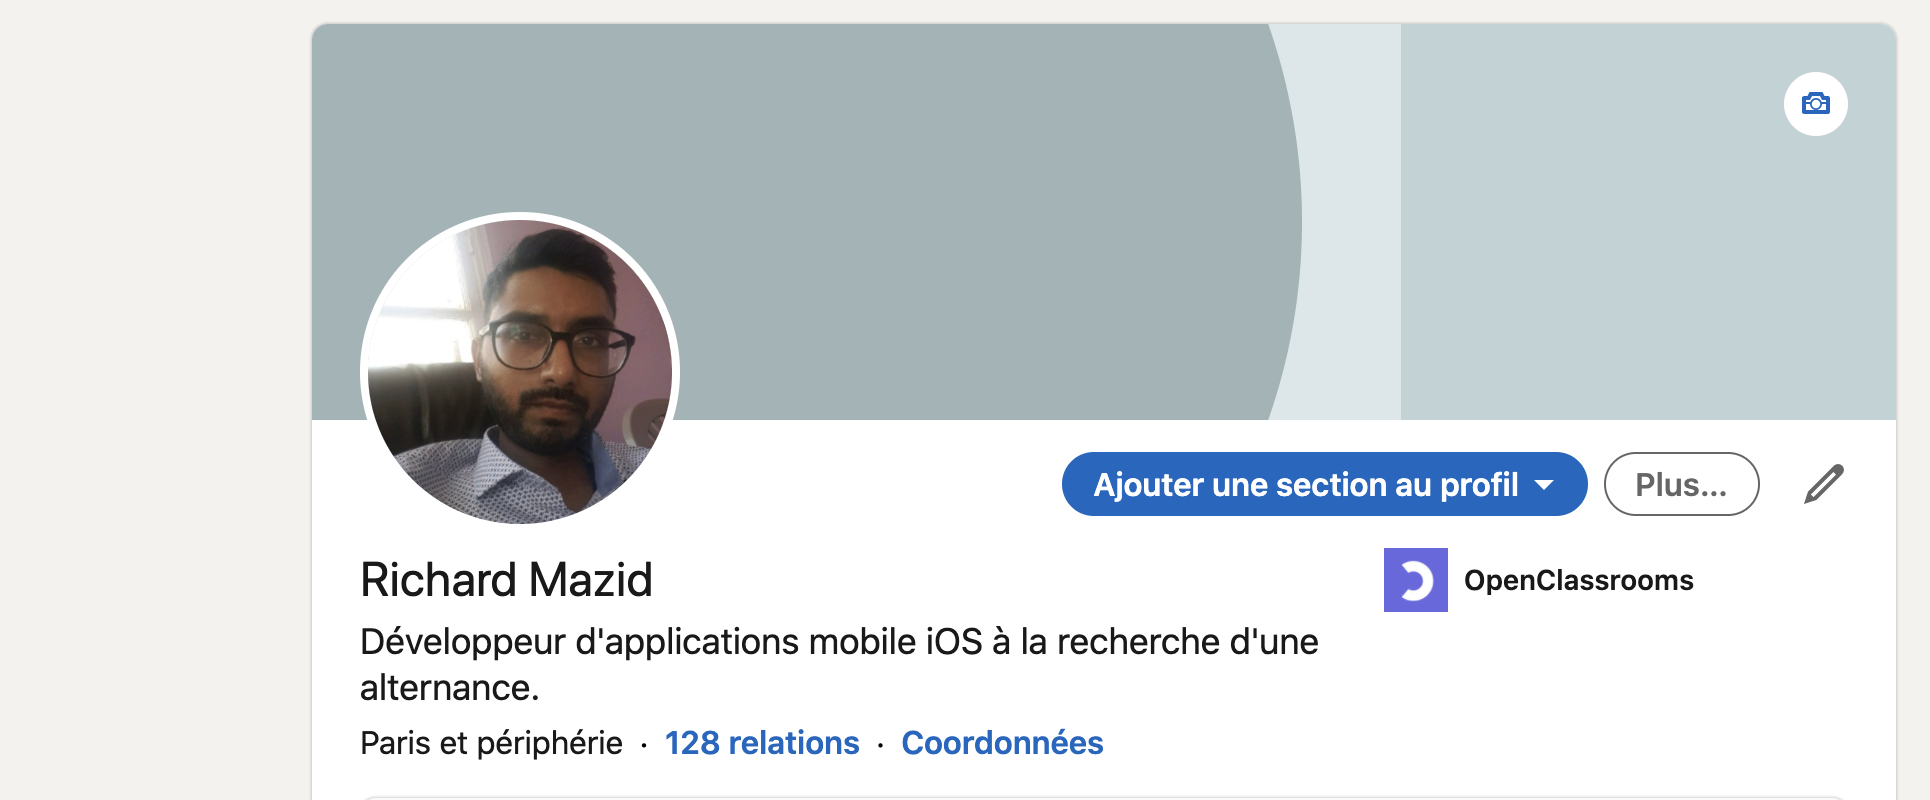 Ajouter une section au profil
Plus...
Richard Mazid
OpenClassrooms
Développeur d'applications mobile iOS à la recherche d'une
alternance.
Paris et périphérie · 128 relations · Coordonnées